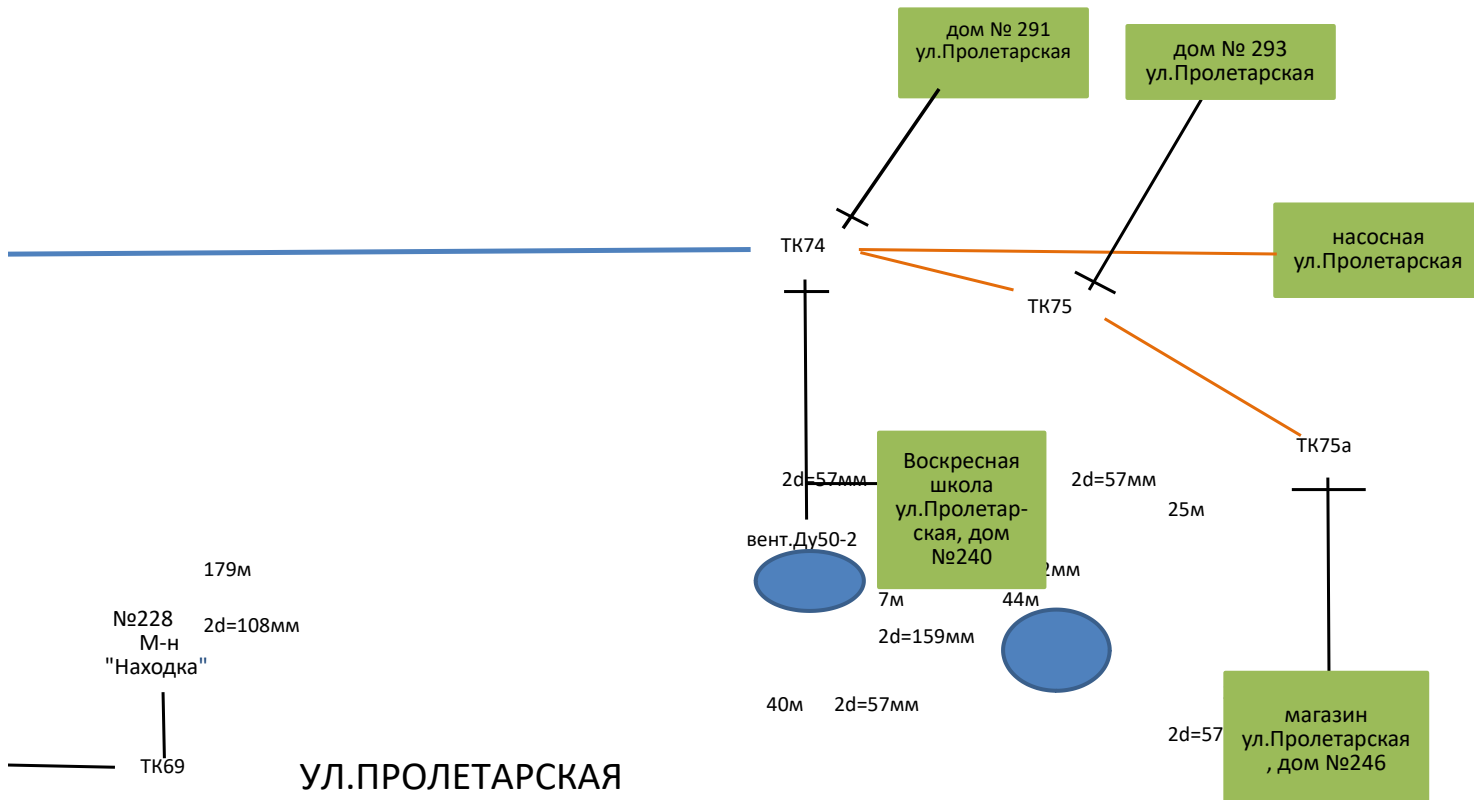 дом № 291
ул.Пролетарская
дом № 293
ул.Пролетарская
ТК74
насосная
ул.Пролетарская
ТК75
ТК75а
2d=57мм
Воскресная
школа
ул.Пролетар-
ская, дом
№240
2d=57мм
25м
вент.Ду50-2
179м
2мм
7м
44м
№228
М-н
"Находка"
2d=108мм
2d=159мм
40м
2d=57мм
2d=57
магазин
ул.Пролетарская
, дом №246
ТК69
УЛ.ПРОЛЕТАРСКАЯ